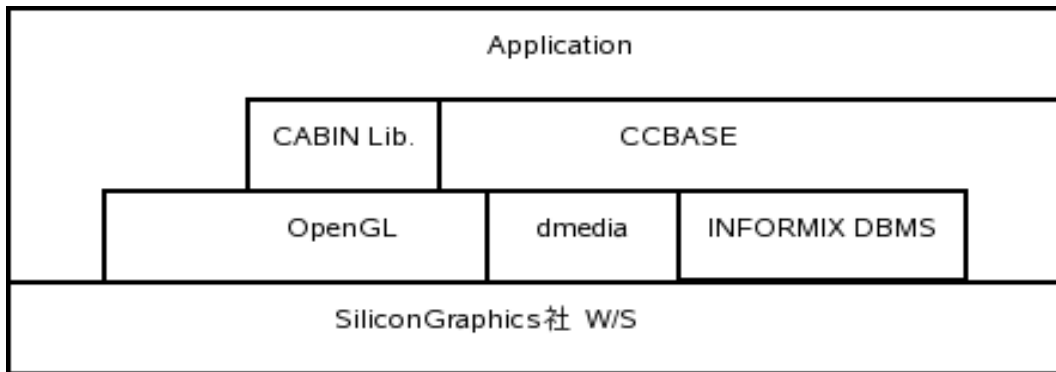 Application
CABIN Lib. CCBASE
OpenGL dmedia INFORMIX DBMS
SiliconGraphics社 W/S